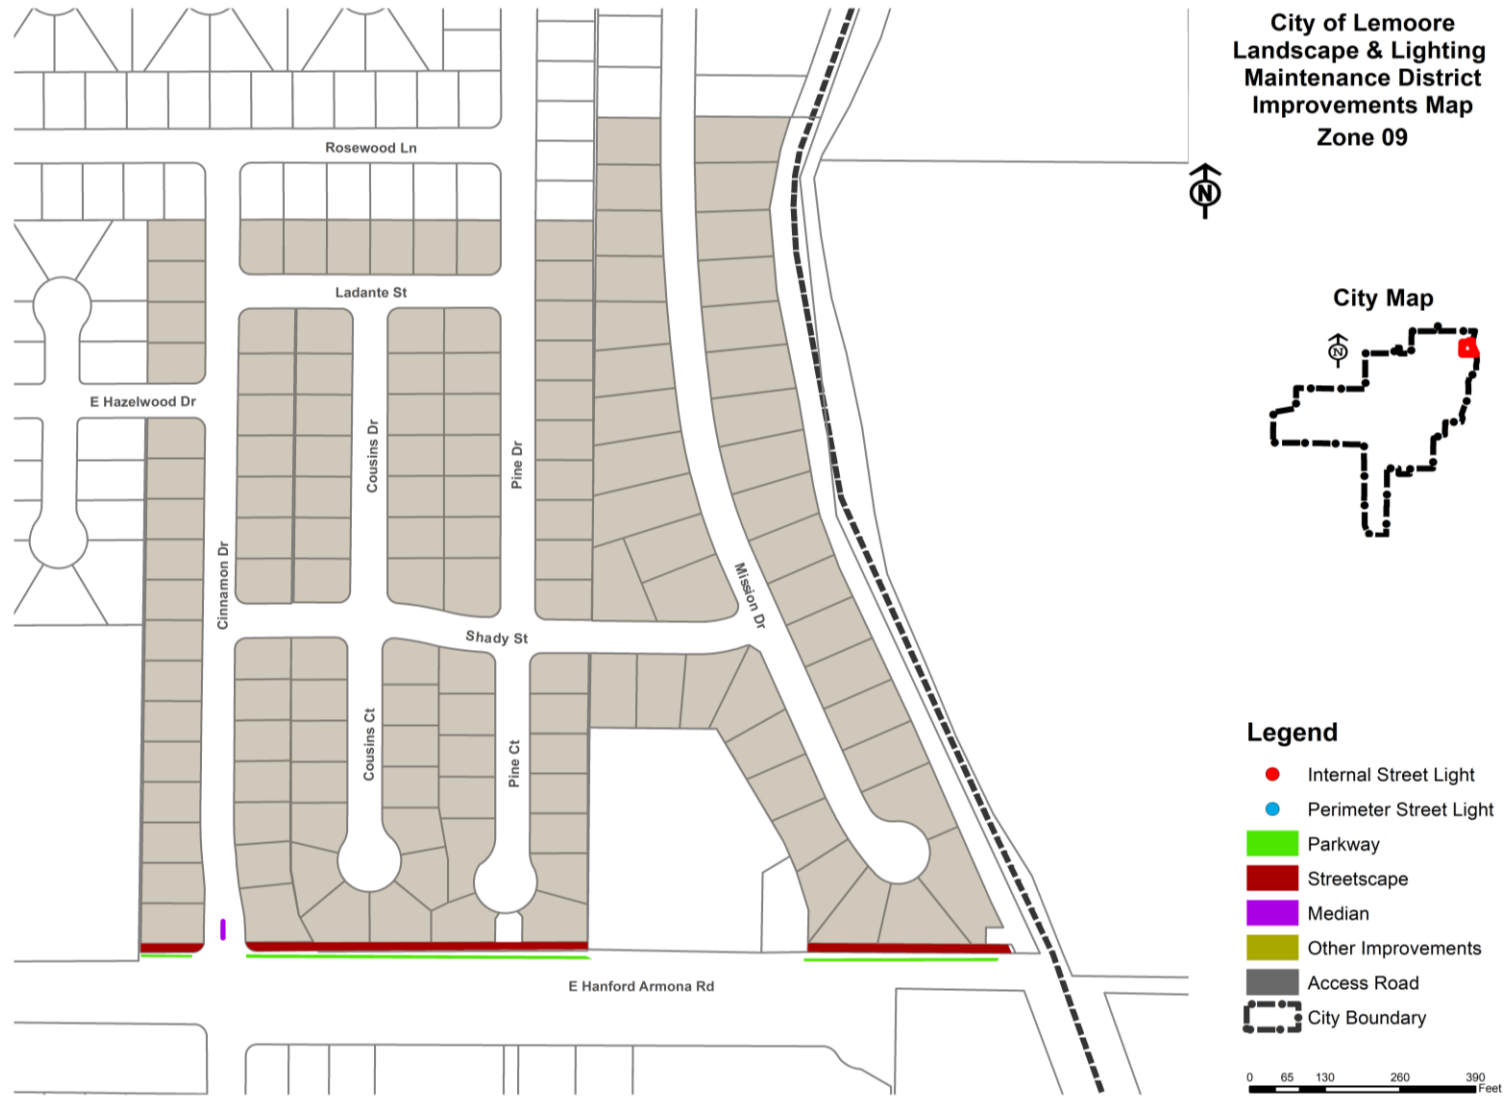 City of Lemoore
Landscape & Lighting
Maintenance District
Improvements Map
Zone 09
N
Rosewood Ln
Ladante St
E Hazelwood Dr
Cousins Dr
Pine Dr
Cinnamon Dr
Mission Dr
Shady St
Cousins Ct
Pine Ct
E Hanford Armona Rd
City Map
N
Legend
Internal Street Light
Perimeter Street Light
Parkway
Streetscape
Median
Other Improvements
Access Road
City Boundary
0 65 130 260 390
Feet